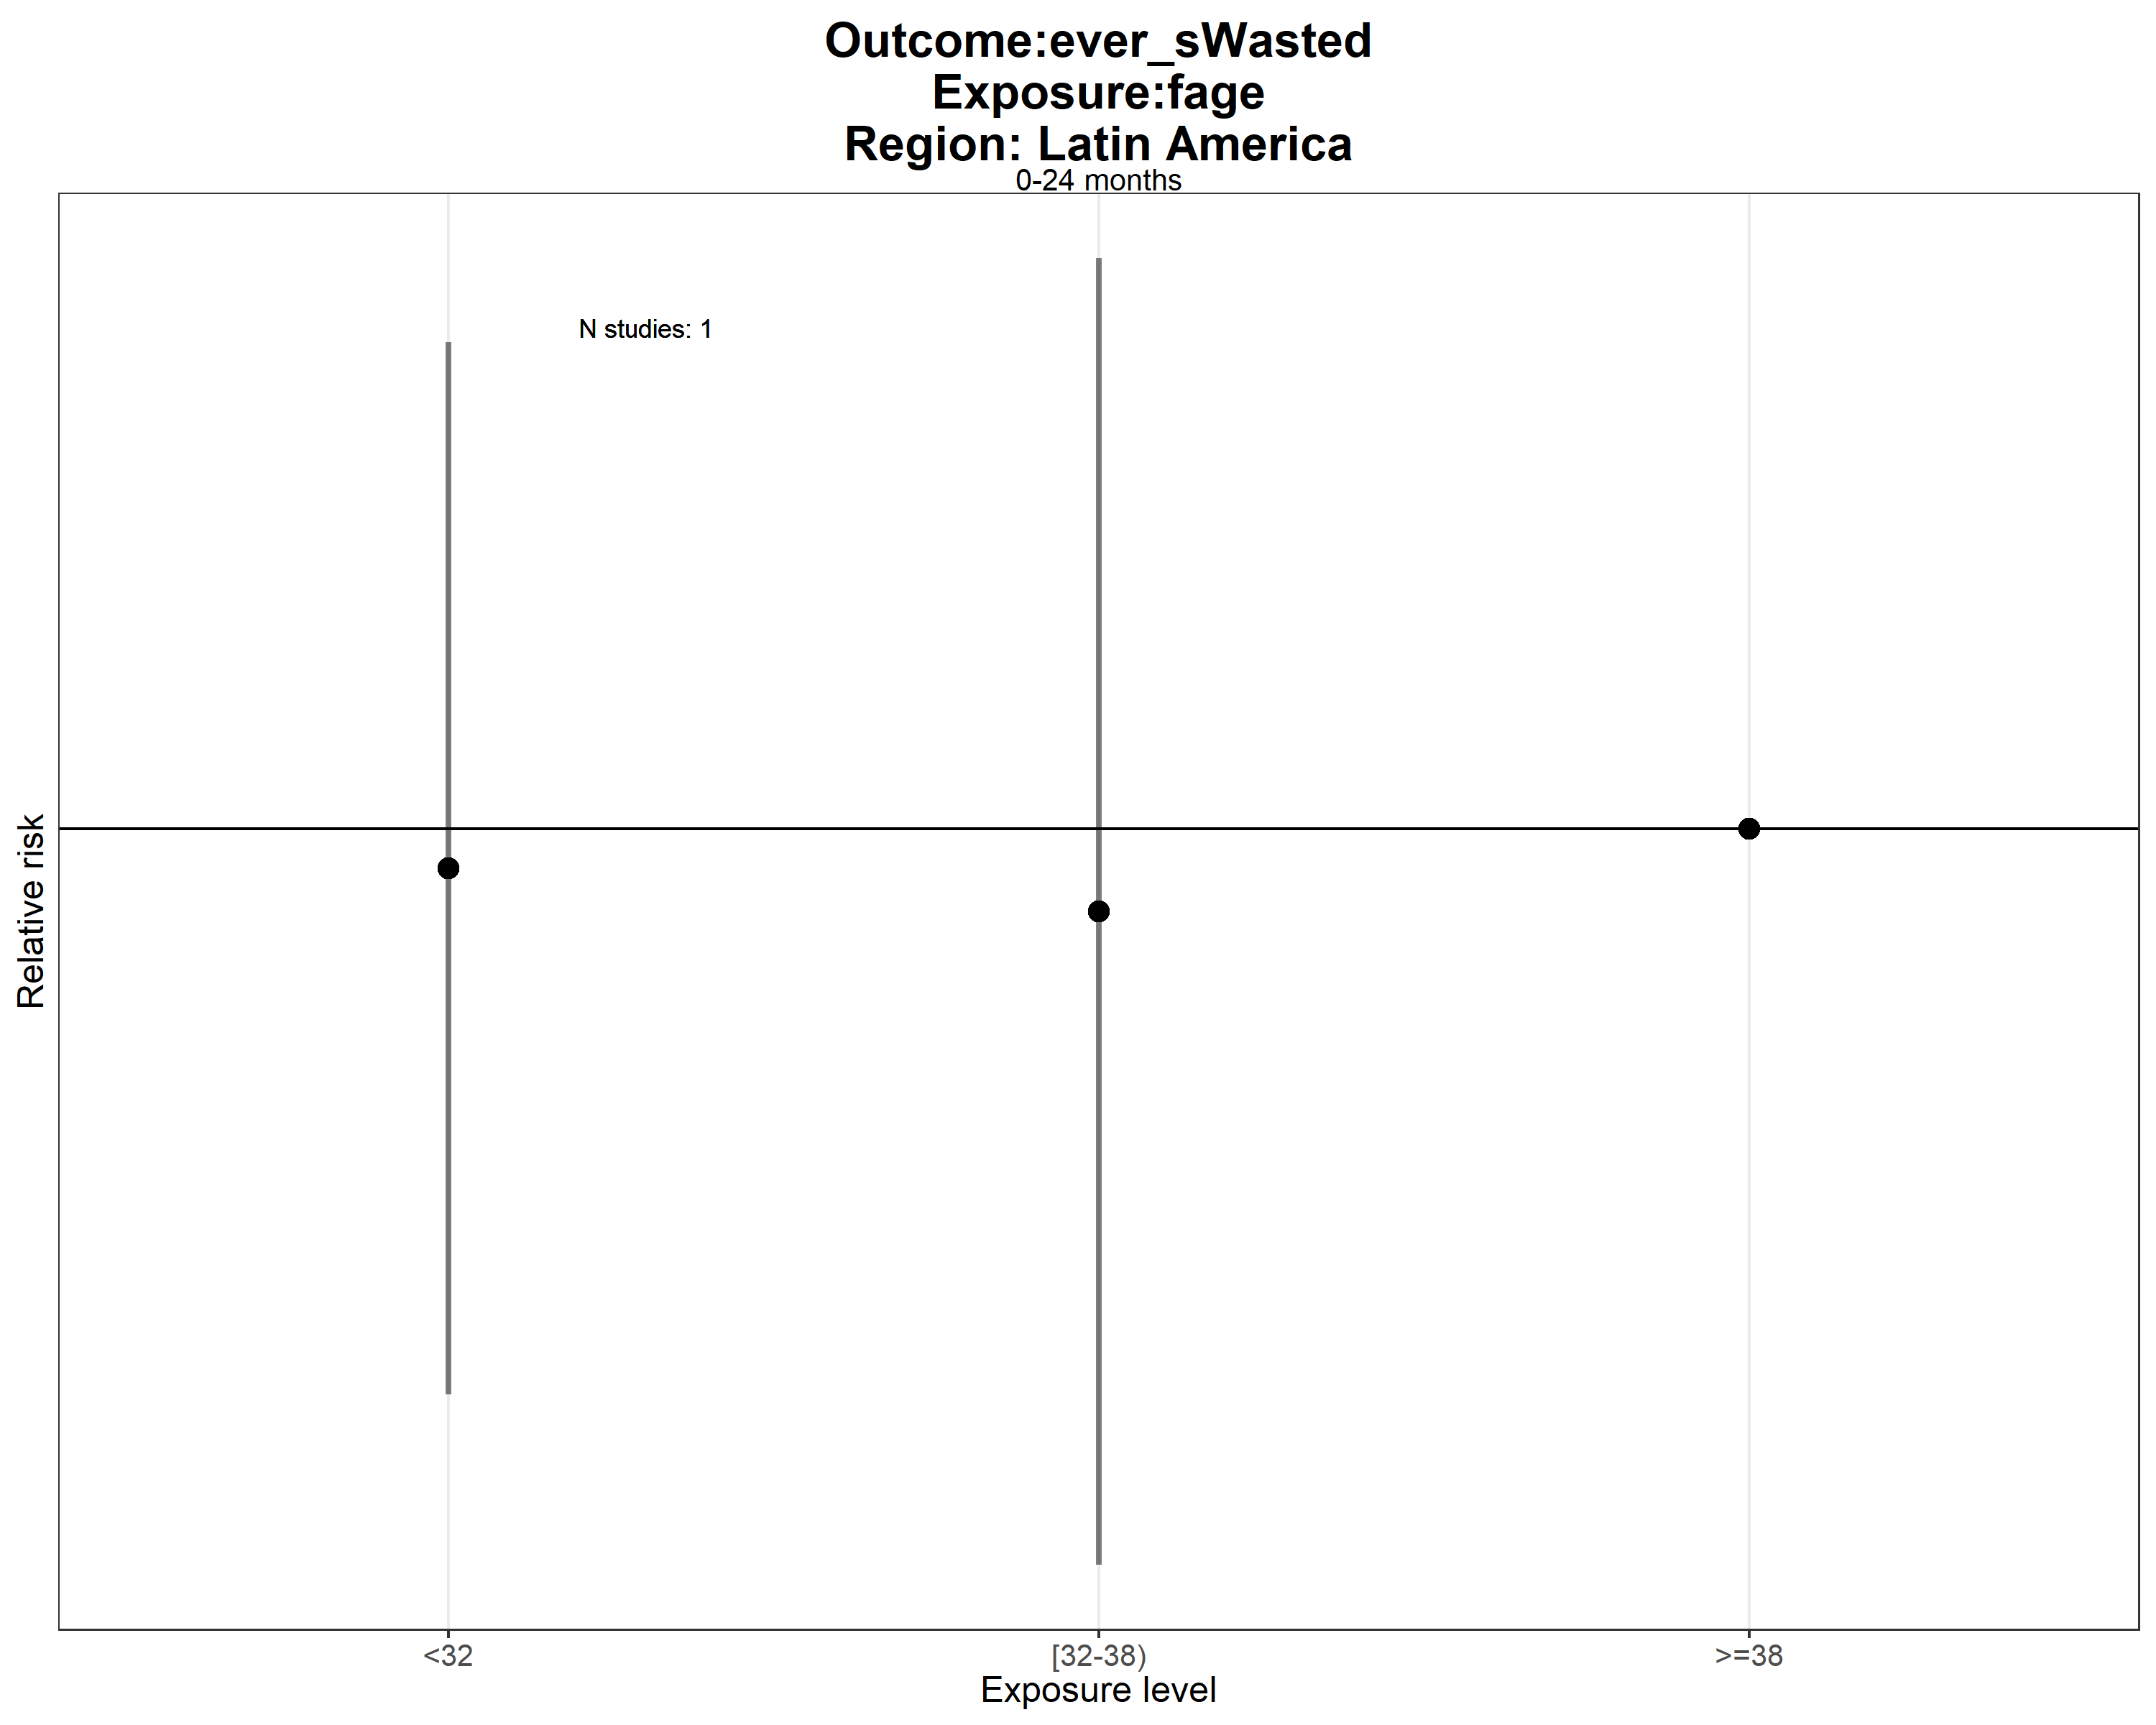 Outcome:ever_sWasted
Exposure:fage
Region: Latin America
0-24 months
N studies: 1
Relative risk
<32
[32-38)
>=38
Exposure level